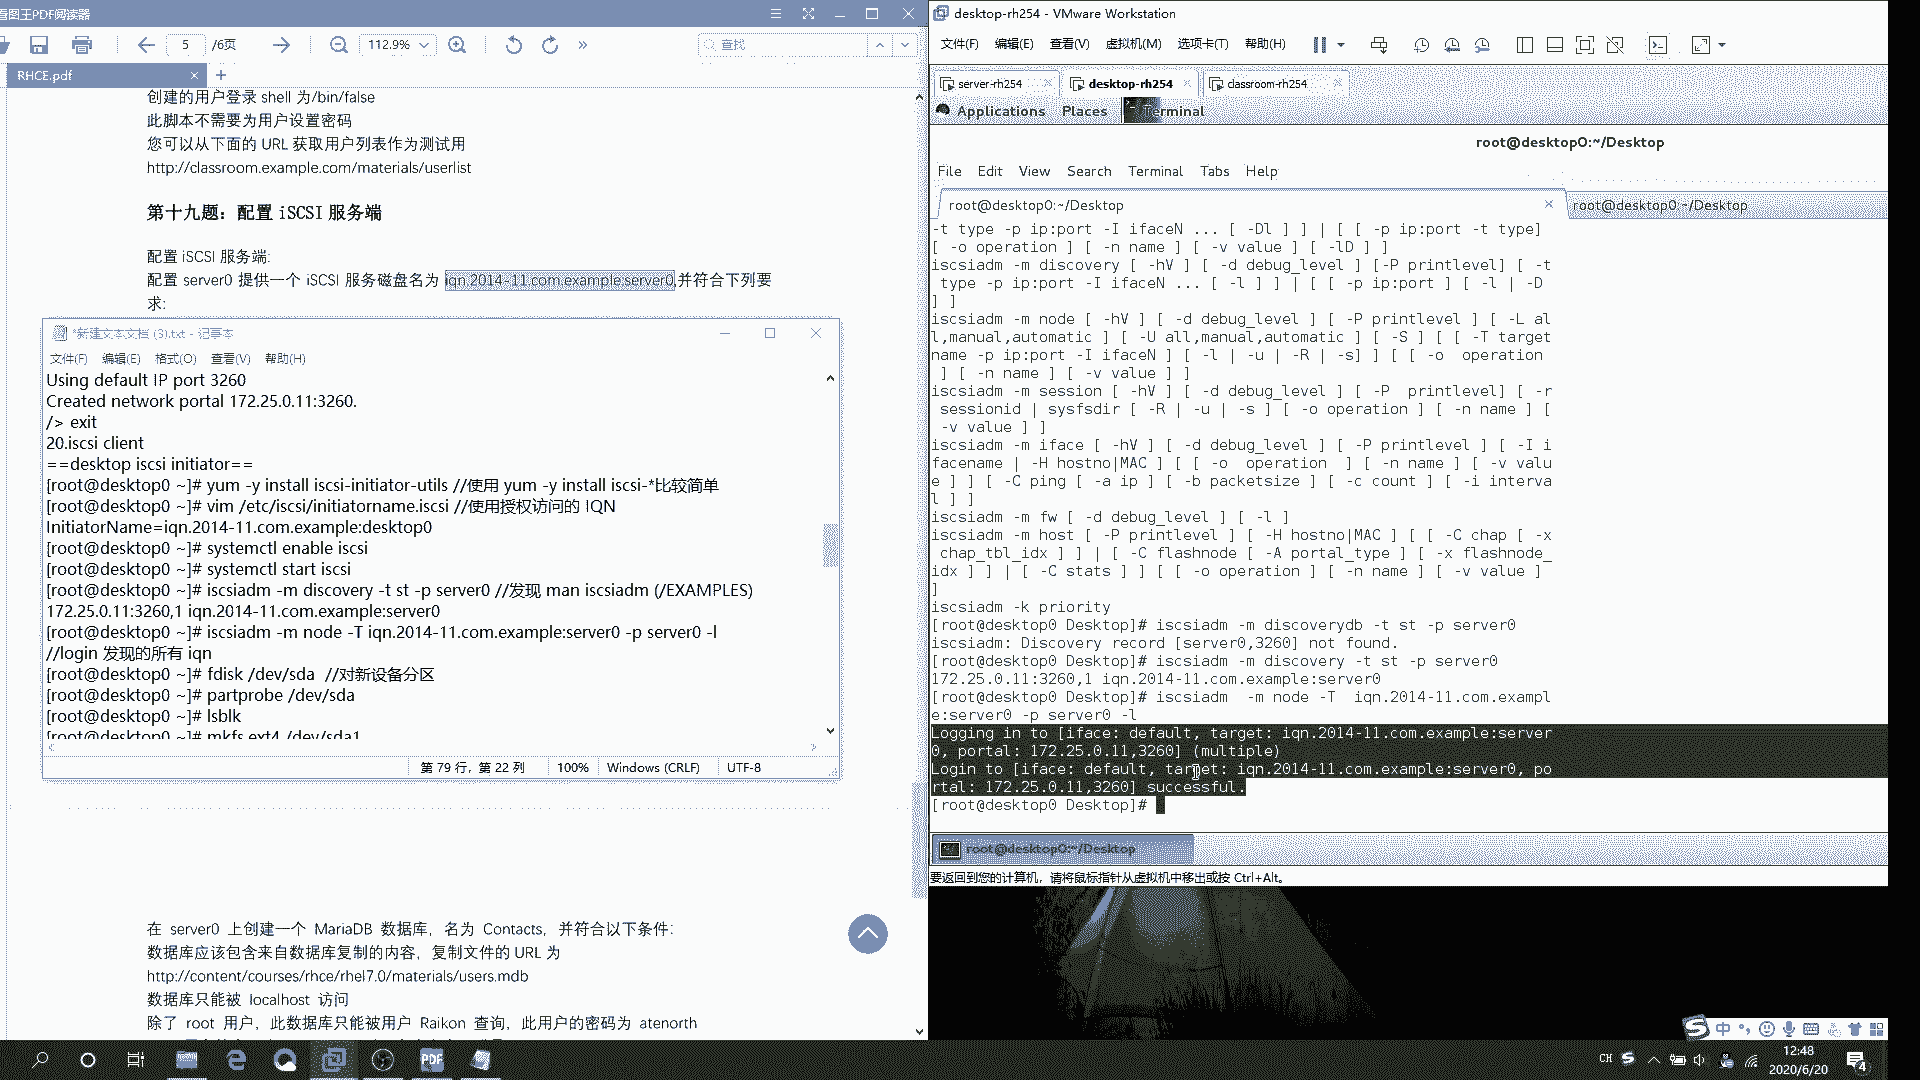 看图王PDF阅读器
5 /6页
112.9%
查找
RHCE.pdf
创建的用户登录 shell 为/bin/false
此脚本不需要为用户设置密码
您可以从下面的 URL 获取用户列表作为测试用
http://classroom.example.com/materials/userlist
第十九题：配置 iSCSI 服务端
配置 iSCSI 服务端:
配置 server0 提供一个 iSCSI 服务磁盘名为 iqn.2014-11.com.example:server0,并符合下列要
求:
*新建文本文档 (3).txt - 记事本
文件(F) 编辑(E) 格式(O) 查看(V) 帮助(H)
Using default IP port 3260
Created network portal 172.25.0.11:3260.
/> exit
20.iscsi client
==desktop iscsi initiator==
[root@desktop0 ~]# yum -y install iscsi-initiator-utils //使用 yum -y install iscsi-*比较简单
[root@desktop0 ~]# vim /etc/iscsi/initiatorname.iscsi //使用授权访问的 IQN
InitiatorName=iqn.2014-11.com.example:desktop0
[root@desktop0 ~]# systemctl enable iscsi
[root@desktop0 ~]# systemctl start iscsi
[root@desktop0 ~]# iscsiadm -m discovery -t st -p server0 //发现 man iscsiadm (/EXAMPLES)
172.25.0.11:3260,1 iqn.2014-11.com.example:server0
[root@desktop0 ~]# iscsiadm -m node -T iqn.2014-11.com.example:server0 -p server0 -l
//login 发现的所有 iqn
[root@desktop0 ~]# fdisk /dev/sda //对新设备分区
[root@desktop0 ~]# partprobe /dev/sda
[root@desktop0 ~]# lsblk
[root@desktop0 ~]# mkfs.ext4 /dev/sda1
第 79 行，第 22 列 100% Windows (CRLF) UTF-8
在 server0 上创建一个 MariaDB 数据库，名为 Contacts，并符合以下条件：
数据库应该包含来自数据库复制的内容，复制文件的 URL 为
http://content/courses/rhce/rhel7.0/materials/users.mdb
数据库只能被 localhost 访问
除了 root 用户，此数据库只能被用户 Raikon 查询，此用户的密码为 atenorth
desktop-rh254 - VMware Workstation
文件(F) 编辑(E) 查看(V) 虚拟机(M) 选项卡(T) 帮助(H)
server-rh254 desktop-rh254 classroom-rh254
Applications Places Terminal
root@desktop0:~/Desktop
File Edit View Search Terminal Tabs Help
root@desktop0:~/Desktop root@desktop0:~/Desktop
-t type -p ip:port -I ifaceN ... [ -Dl ] ] | [ [ -p ip:port -t type]
[ -o operation ] [ -n name ] [ -v value ] [ -lD ] ]
iscsiadm -m discovery [ -hV ] [ -d debug_level ] [-P printlevel] [ -t
type -p ip:port -I ifaceN ... [ -l ] ] | [ [ -p ip:port ] [ -l | -D
] ]
iscsiadm -m node [ -hV ] [ -d debug_level ] [ -P printlevel ] [ -L al
l,manual,automatic ] [ -U all,manual,automatic ] [ -S ] [ [ -T target
name -p ip:port -I ifaceN ] [ -l | -u | -R | -s] ] [ [ -o  operation
] [ -n name ] [ -v value ] ]
iscsiadm -m session [ -hV ] [ -d debug_level ] [ -P  printlevel] [ -r
sessionid | sysfsdir [ -R | -u | -s ] [ -o operation ] [ -n name ] [
-v value ] ]
iscsiadm -m iface [ -hV ] [ -d debug_level ] [ -P printlevel ] [ -I i
facename | -H hostno|MAC ] [ [ -o  operation  ] [ -n name ] [ -v valu
e ] ] [ -C ping [ -a ip ] [ -b packetsize ] [ -c count ] [ -i interva
l ] ]
iscsiadm -m fw [ -d debug_level ] [ -l ]
iscsiadm -m host [ -P printlevel ] [ -H hostno|MAC ] [ [ -C chap [ -x
chap_tbl_idx ] ] | [ -C flashnode [ -A portal_type ] [ -x flashnode_
idx ] ] | [ -C stats ] ] [ [ -o operation ] [ -n name ] [ -v value ]
]
iscsiadm -k priority
[root@desktop0 Desktop]# iscsiadm -m discoverydb -t st -p server0
iscsiadm: Discovery record [server0,3260] not found.
[root@desktop0 Desktop]# iscsiadm -m discovery -t st -p server0
172.25.0.11:3260,1 iqn.2014-11.com.example:server0
[root@desktop0 Desktop]# iscsiadm  -m node -T  iqn.2014-11.com.exampl
e:server0 -p server0 -l
Logging in to [iface: default, target: iqn.2014-11.com.example:server
0, portal: 172.25.0.11,3260] (multiple)
Login to [iface: default, target: iqn.2014-11.com.example:server0, po
rtal: 172.25.0.11,3260] successful.
[root@desktop0 Desktop]#
root@desktop0:~/Desktop
要返回到您的计算机，请将鼠标指针从虚拟机中移出或按 Ctrl+Alt。
中
PDF
CH
12:48
2020/6/20
4